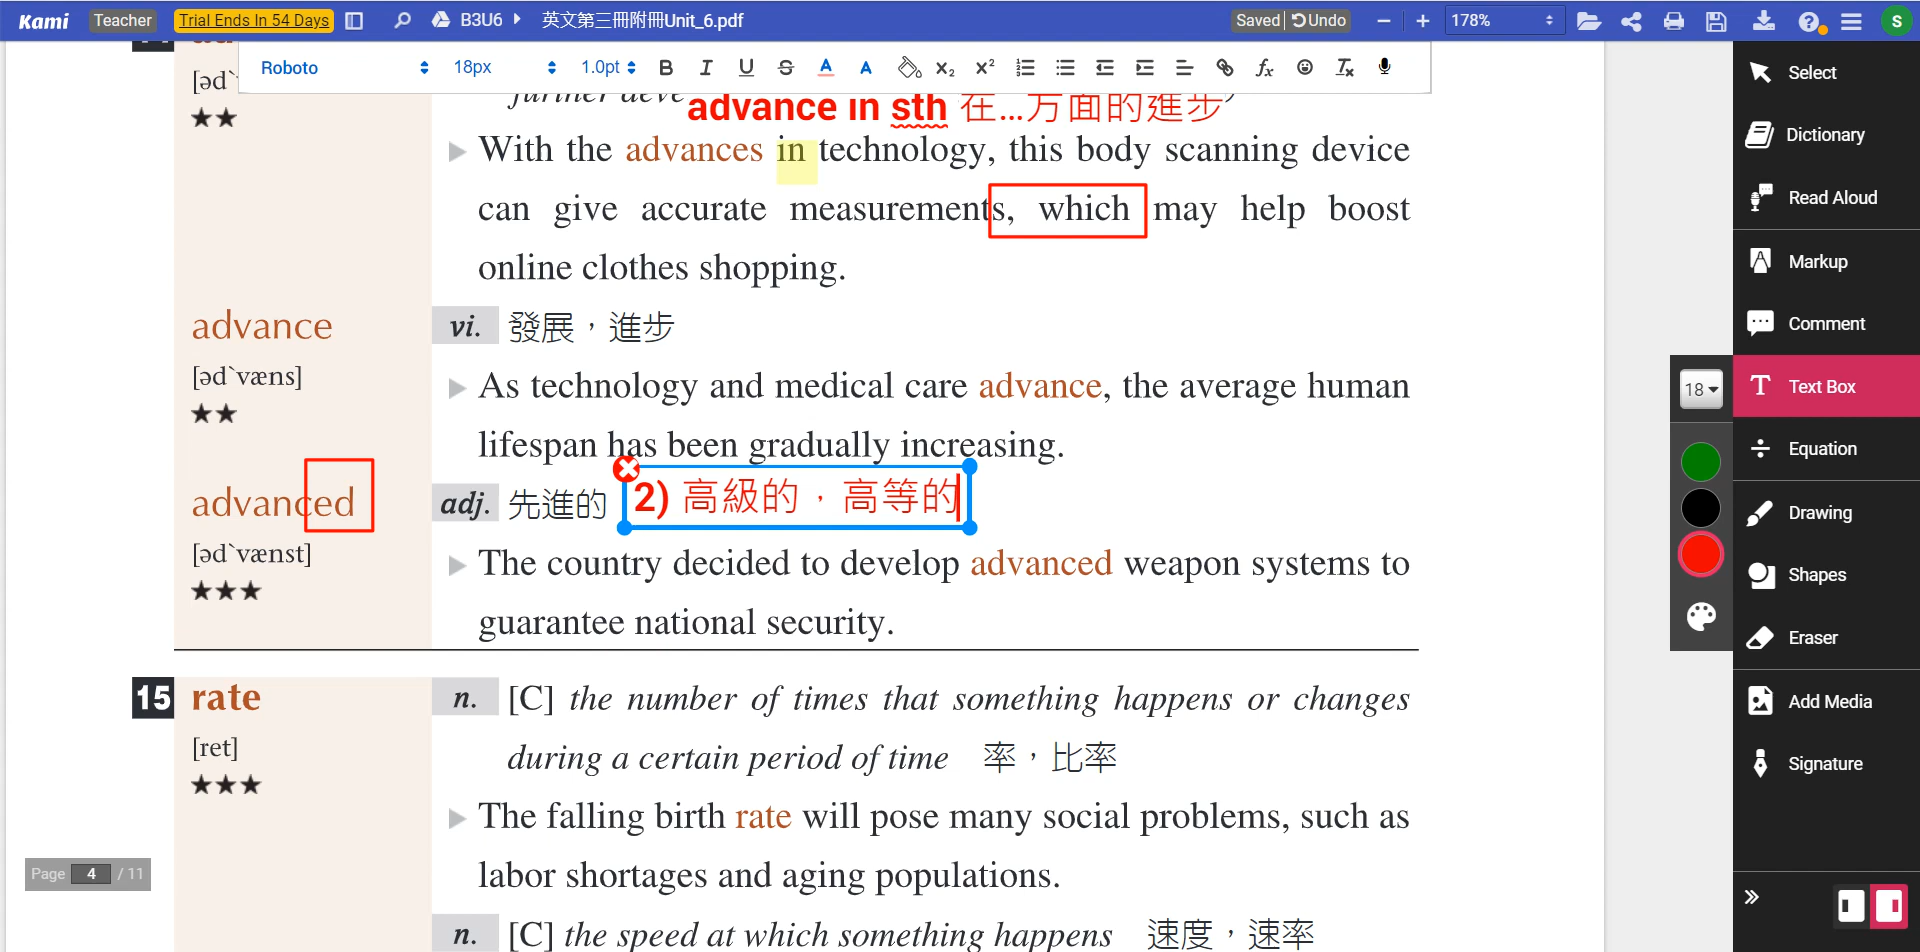 Kami Teacher Trial Ends In 54 Days B3U6 英文第三冊附冊Unit_6.pdf Saved Undo 178% S
Roboto 18px 1.0pt B I U S A A X₂ X² fx Tx
[əd
★★
advance in sth 在...方面的進步
With the advances in technology, this body scanning device
can give accurate measurements, which may help boost
online clothes shopping.
advance vi. 發展，進步
[ədˋvæns]
★★
As technology and medical care advance, the average human
lifespan has been gradually increasing.
advanced adj. 先進的 2) 高級的，高等的
[ədˋvænst]
★★★
The country decided to develop advanced weapon systems to
guarantee national security.
15 rate n. [C] the number of times that something happens or changes
[ret]
during a certain period of time 率，比率
★★★
The falling birth rate will pose many social problems, such as
labor shortages and aging populations.
n. [C] the speed at which something happens 速度，速率
Page 4 / 11
18
Select
Dictionary
Read Aloud
Markup
Comment
Text Box
Equation
Drawing
Shapes
Eraser
Add Media
Signature